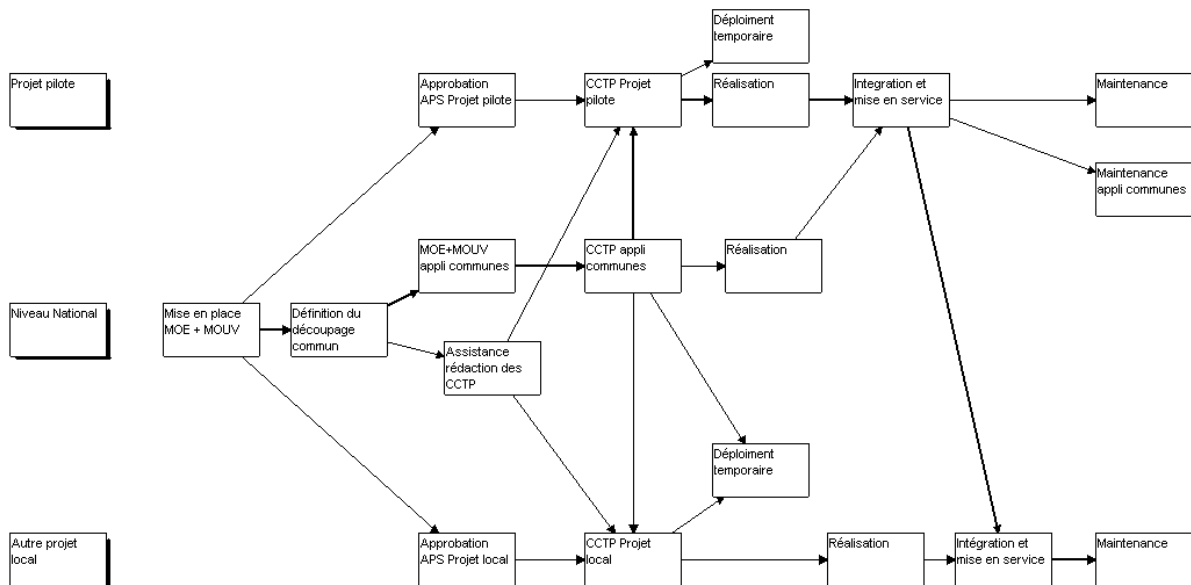 Déploiment
temporaire
Projet pilote
Approbation
APS Projet pilote
CCTP Projet
pilote
Réalisation
Integration et
mise en service
Maintenance
Maintenance
appli communes
MOE+MOUV
appli communes
CCTP appli
communes
Réalisation
Niveau National
Mise en place
MOE + MOUV
Définition du
découpage
commun
Assistance
rédaction des
CCTP
Déploiment
temporaire
Autre projet
local
Approbation
APS Projet local
CCTP Projet
local
Réalisation
Intégration et
mise en service
Maintenance